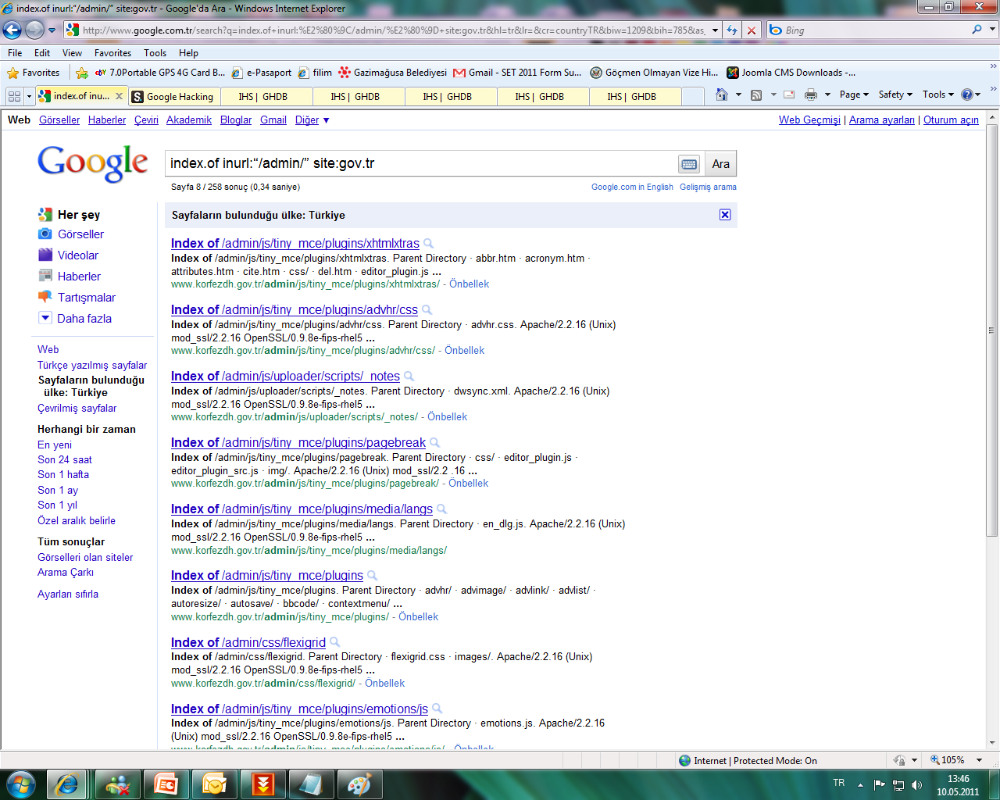 index.of inurl:“/admin/” site:gov.tr - Google'da Ara - Windows Internet Explorer
http://www.google.com.tr/search?q=index.of+inurl:%E2%80%9C/admin/%E2%80%9D+site:gov.tr&hl=tr&lr=&cr=countryTR&biw=1209&bih=785&as_
Bing
File Edit View Favorites Tools Help
Favorites 7.0Portable GPS 4G Card B... e-Pasaport filim Gazimağusa Belediyesi Gmail - SET 2011 Form Su... Göçmen Olmayan Vize Hi... Joomla CMS Downloads -...
index.of inu... Google Hacking IHS | GHDB IHS | GHDB IHS | GHDB IHS | GHDB IHS | GHDB Page Safety Tools
Web Görseller Haberler Çeviri Akademik Bloglar Gmail Diğer ▼ Web Geçmişi | Arama ayarları | Oturum açın
Google
index.of inurl:“/admin/” site:gov.tr Ara
Sayfa 8 / 258 sonuç (0,34 saniye) Google.com in English Gelişmiş arama
Her şey
Görseller
Videolar
Haberler
Tartışmalar
Daha fazla
Web
Türkçe yazılmış sayfalar
Sayfaların bulunduğu
ülke: Türkiye
Çevrilmiş sayfalar
Herhangi bir zaman
En yeni
Son 24 saat
Son 1 hafta
Son 1 ay
Son 1 yıl
Özel aralık belirle
Tüm sonuçlar
Görselleri olan siteler
Arama Çarkı
Ayarları sıfırla
Sayfaların bulunduğu ülke: Türkiye
Index of /admin/js/tiny_mce/plugins/xhtmlxtras
Index of /admin/js/tiny_mce/plugins/xhtmlxtras. Parent Directory · abbr.htm · acronym.htm ·
attributes.htm · cite.htm · css/ · del.htm · editor_plugin.js ...
www.korfezdh.gov.tr/admin/js/tiny_mce/plugins/xhtmlxtras/ - Önbellek
Index of /admin/js/tiny_mce/plugins/advhr/css
Index of /admin/js/tiny_mce/plugins/advhr/css. Parent Directory · advhr.css. Apache/2.2.16 (Unix)
mod_ssl/2.2.16 OpenSSL/0.9.8e-fips-rhel5 ...
www.korfezdh.gov.tr/admin/js/tiny_mce/plugins/advhr/css/ - Önbellek
Index of /admin/js/uploader/scripts/_notes
Index of /admin/js/uploader/scripts/_notes. Parent Directory · dwsync.xml. Apache/2.2.16 (Unix)
mod_ssl/2.2.16 OpenSSL/0.9.8e-fips-rhel5 ...
www.korfezdh.gov.tr/admin/js/uploader/scripts/_notes/ - Önbellek
Index of /admin/js/tiny_mce/plugins/pagebreak
Index of /admin/js/tiny_mce/plugins/pagebreak. Parent Directory · css/ · editor_plugin.js ·
editor_plugin_src.js · img/. Apache/2.2.16 (Unix) mod_ssl/2.2 .16 ...
www.korfezdh.gov.tr/admin/js/tiny_mce/plugins/pagebreak/ - Önbellek
Index of /admin/js/tiny_mce/plugins/media/langs
Index of /admin/js/tiny_mce/plugins/media/langs. Parent Directory · en_dlg.js. Apache/2.2.16 (Unix)
mod_ssl/2.2.16 OpenSSL/0.9.8e-fips-rhel5 ...
www.korfezdh.gov.tr/admin/js/tiny_mce/plugins/media/langs/
Index of /admin/js/tiny_mce/plugins
Index of /admin/js/tiny_mce/plugins. Parent Directory · advhr/ · advimage/ · advlink/ · advlist/ ·
autoresize/ · autosave/ · bbcode/ · contextmenu/ ...
www.korfezdh.gov.tr/admin/js/tiny_mce/plugins/ - Önbellek
Index of /admin/css/flexigrid
Index of /admin/css/flexigrid. Parent Directory · flexigrid.css · images/. Apache/2.2.16 (Unix)
mod_ssl/2.2.16 OpenSSL/0.9.8e-fips-rhel5 ...
www.korfezdh.gov.tr/admin/css/flexigrid/ - Önbellek
Index of /admin/js/tiny_mce/plugins/emotions/js
Index of /admin/js/tiny_mce/plugins/emotions/js. Parent Directory · emotions.js. Apache/2.2.16
(Unix) mod_ssl/2.2.16 OpenSSL/0.9.8e-fips-rhel5 ...
www.korfezdh.gov.tr/admin/js/tiny_mce/plugins/emotions/js/ - Önbellek
Internet | Protected Mode: On 105%
TR 13:46
10.05.2011